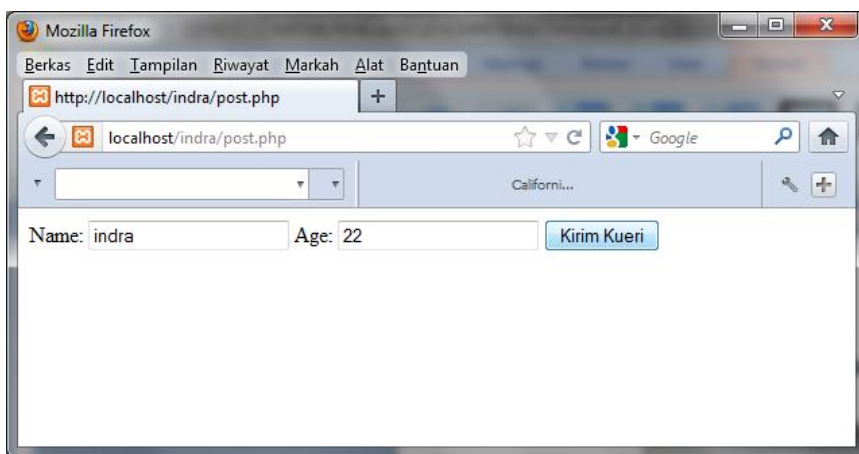 Mozilla Firefox
Berkas Edit Tampilan Riwayat Markah Alat Bantuan
http://localhost/indra/post.php
localhost/indra/post.php Google
Californi...
Name: indra Age: 22 Kirim Kueri